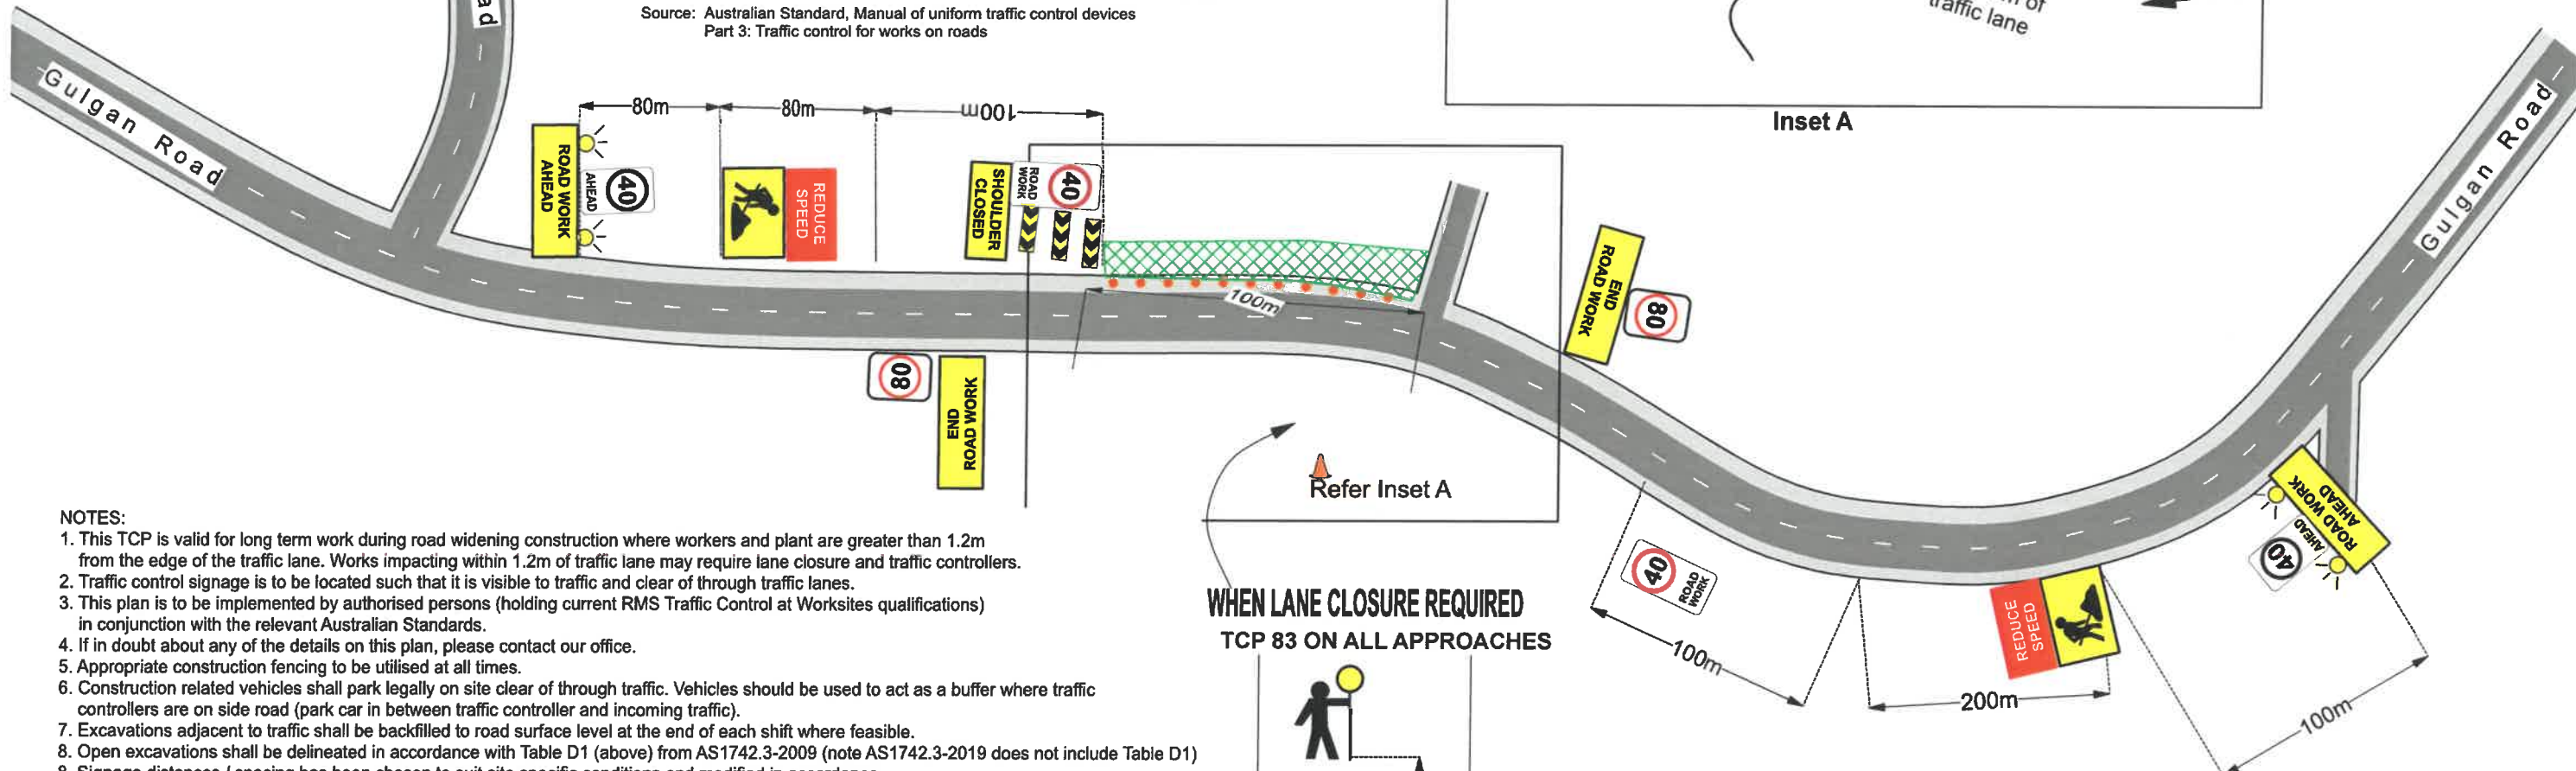 ad
Source: Australian Standard, Manual of uniform traffic control devices
Part 3: Traffic control for works on roads
of
traffic lane
Inset A
Gulgan Road
Gulgan Road
80m
80m
100m
ROAD WORK
AHEAD
40
AHEAD
REDUCE
SPEED
SHOULDER
CLOSED
40
ROAD
WORK
100m
END
ROAD WORK
80
80
END
ROAD WORK
Refer Inset A
40
ROAD
WORK
100m
REDUCE
SPEED
200m
ROAD WORK
AHEAD
40
AHEAD
100m
WHEN LANE CLOSURE REQUIRED
TCP 83 ON ALL APPROACHES
NOTES:
1. This TCP is valid for long term work during road widening construction where workers and plant are greater than 1.2m
from the edge of the traffic lane. Works impacting within 1.2m of traffic lane may require lane closure and traffic controllers.
2. Traffic control signage is to be located such that it is visible to traffic and clear of through traffic lanes.
3. This plan is to be implemented by authorised persons (holding current RMS Traffic Control at Worksites qualifications)
in conjunction with the relevant Australian Standards.
4. If in doubt about any of the details on this plan, please contact our office.
5. Appropriate construction fencing to be utilised at all times.
6. Construction related vehicles shall park legally on site clear of through traffic. Vehicles should be used to act as a buffer where traffic
controllers are on side road (park car in between traffic controller and incoming traffic).
7. Excavations adjacent to traffic shall be backfilled to road surface level at the end of each shift where feasible.
8. Open excavations shall be delineated in accordance with Table D1 (above) from AS1742.3-2009 (note AS1742.3-2019 does not include Table D1)